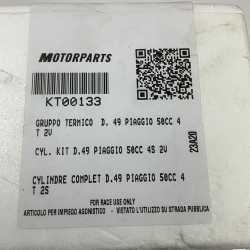 MOTORPARTS
KT00133
GRUPPO TERMICO D. 49 PIAGGIO 50CC 4
T 2V
CYL. KIT D.49 PIAGGIO 50CC 4S 2V
CYLINDRE COMPLET D.49 PIAGGIO 50CC 4
T 2S
23A20
FOR RACE USE ONLY
ARTICOLO PER IMPIEGO AGONISTICO - VIETATO L'UTILIZZO SU STRADA PUBBLICA